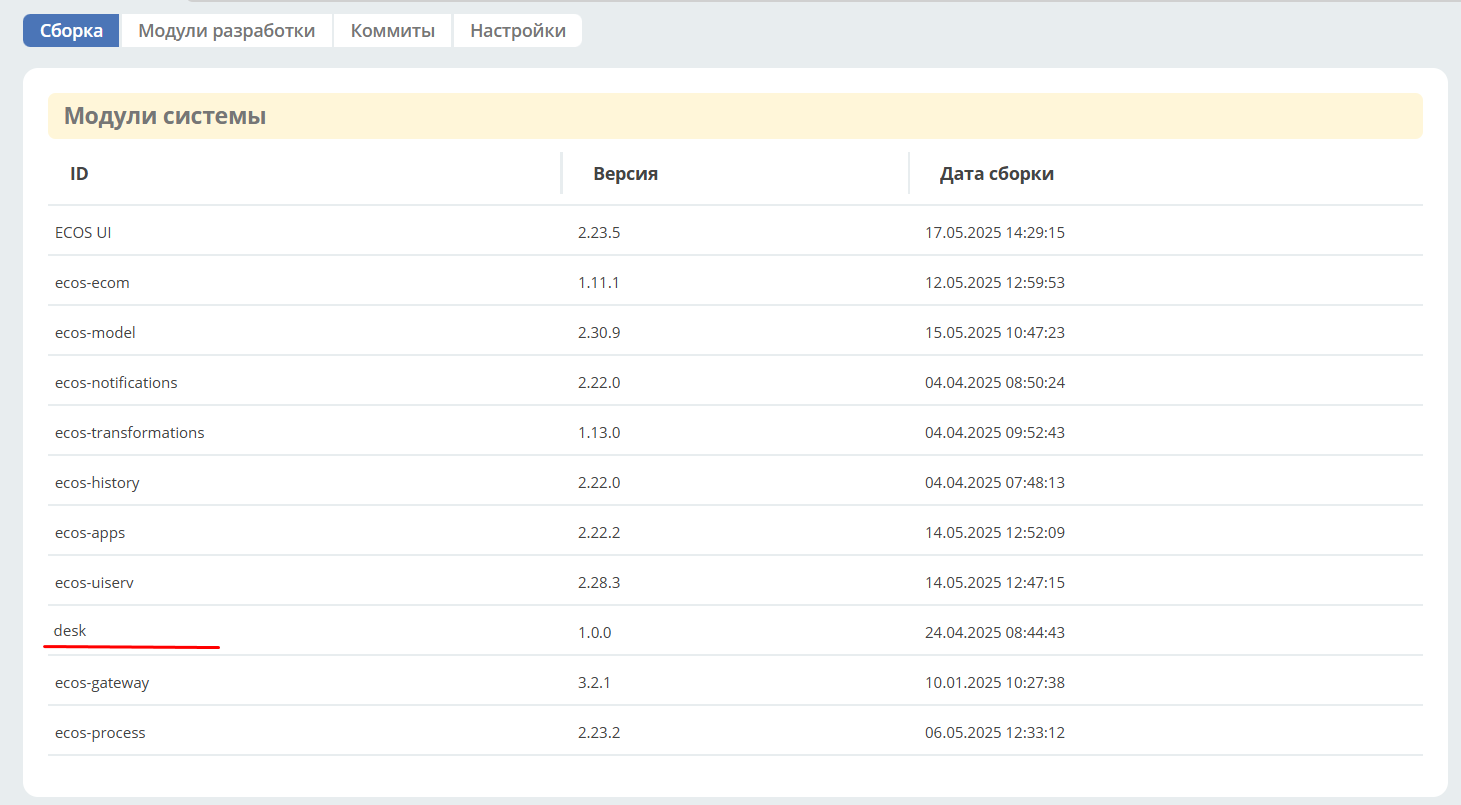 Сборка Модули разработки Коммиты Настройки
Модули системы
ID Версия Дата сборки
ECOS UI 2.23.5 17.05.2025 14:29:15
ecos-ecom 1.11.1 12.05.2025 12:59:53
ecos-model 2.30.9 15.05.2025 10:47:23
ecos-notifications 2.22.0 04.04.2025 08:50:24
ecos-transformations 1.13.0 04.04.2025 09:52:43
ecos-history 2.22.0 04.04.2025 07:48:13
ecos-apps 2.22.2 14.05.2025 12:52:09
ecos-uiserv 2.28.3 14.05.2025 12:47:15
desk 1.0.0 24.04.2025 08:44:43
ecos-gateway 3.2.1 10.01.2025 10:27:38
ecos-process 2.23.2 06.05.2025 12:33:12